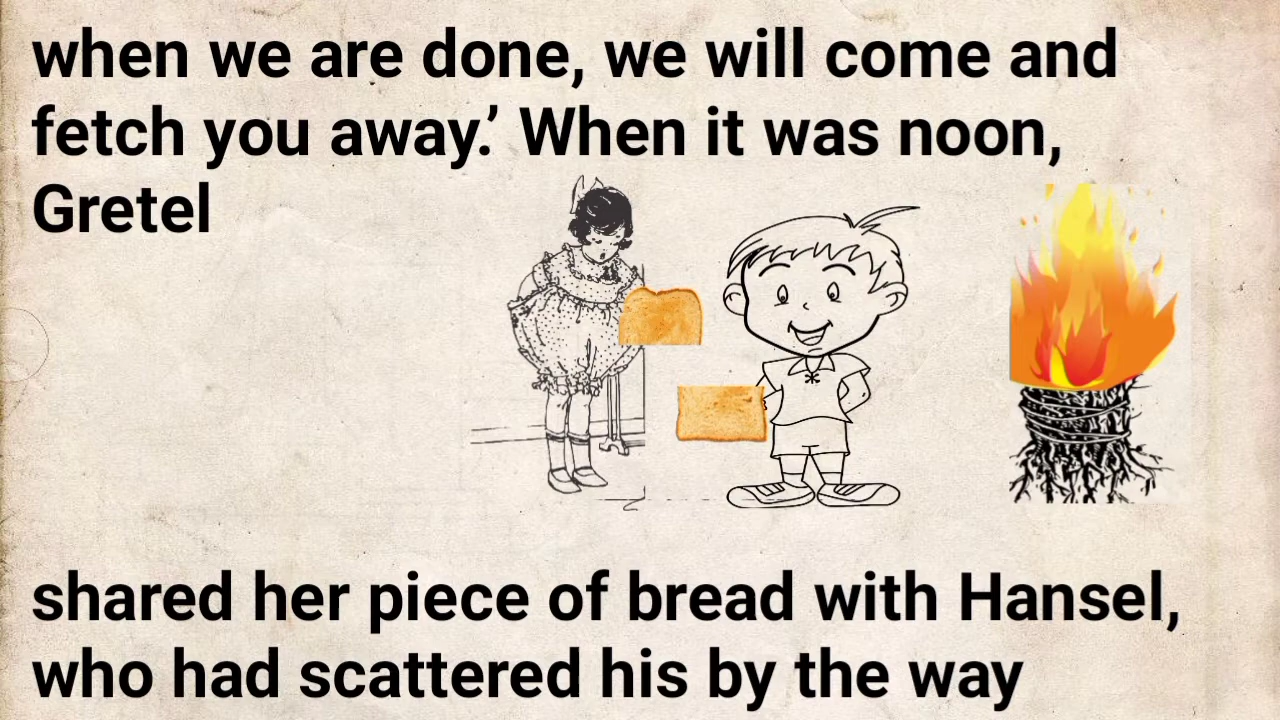 when we are done, we will come and
fetch you away.’ When it was noon,
Gretel
shared her piece of bread with Hansel,
who had scattered his by the way